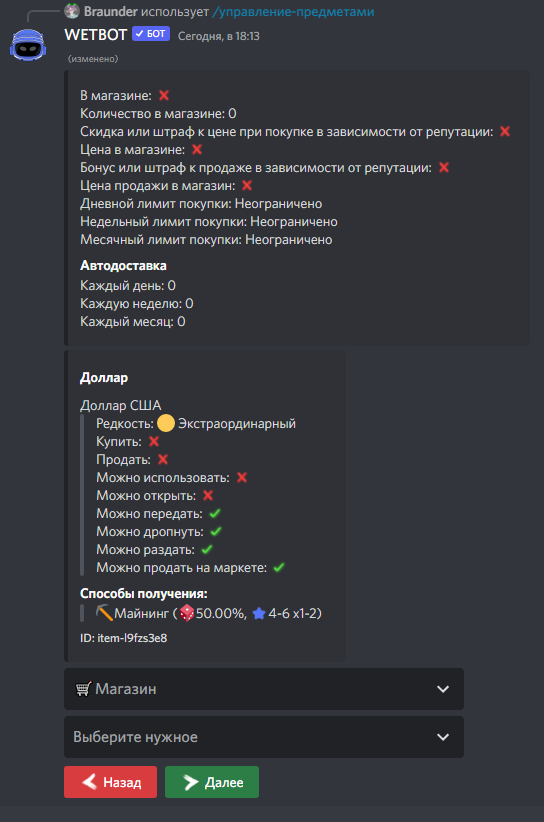 Braunder использует /управление-предметами
WETBOT ✓ БОТ Сегодня, в 18:13
(изменено)
В магазине: ❌
Количество в магазине: 0
Скидка или штраф к цене при покупке в зависимости от репутации: ❌
Цена в магазине: ❌
Бонус или штраф к продаже в зависимости от репутации: ❌
Цена продажи в магазин: ❌
Дневной лимит покупки: Неограничено
Недельный лимит покупки: Неограничено
Месячный лимит покупки: Неограничено
Автодоставка
Каждый день: 0
Каждую неделю: 0
Каждый месяц: 0
Доллар
Доллар США
Редкость: 🟡 Экстраординарный
Купить: ❌
Продать: ❌
Можно использовать: ❌
Можно открыть: ❌
Можно передать: ✓
Можно дропнуть: ✓
Можно раздать: ✓
Можно продать на маркете: ✓
Способы получения:
Майнинг (🎲50.00%, ⭐ 4-6 x1-2)
ID: item-l9fzs3e8
Магазин
Выберите нужное
Назад Далее